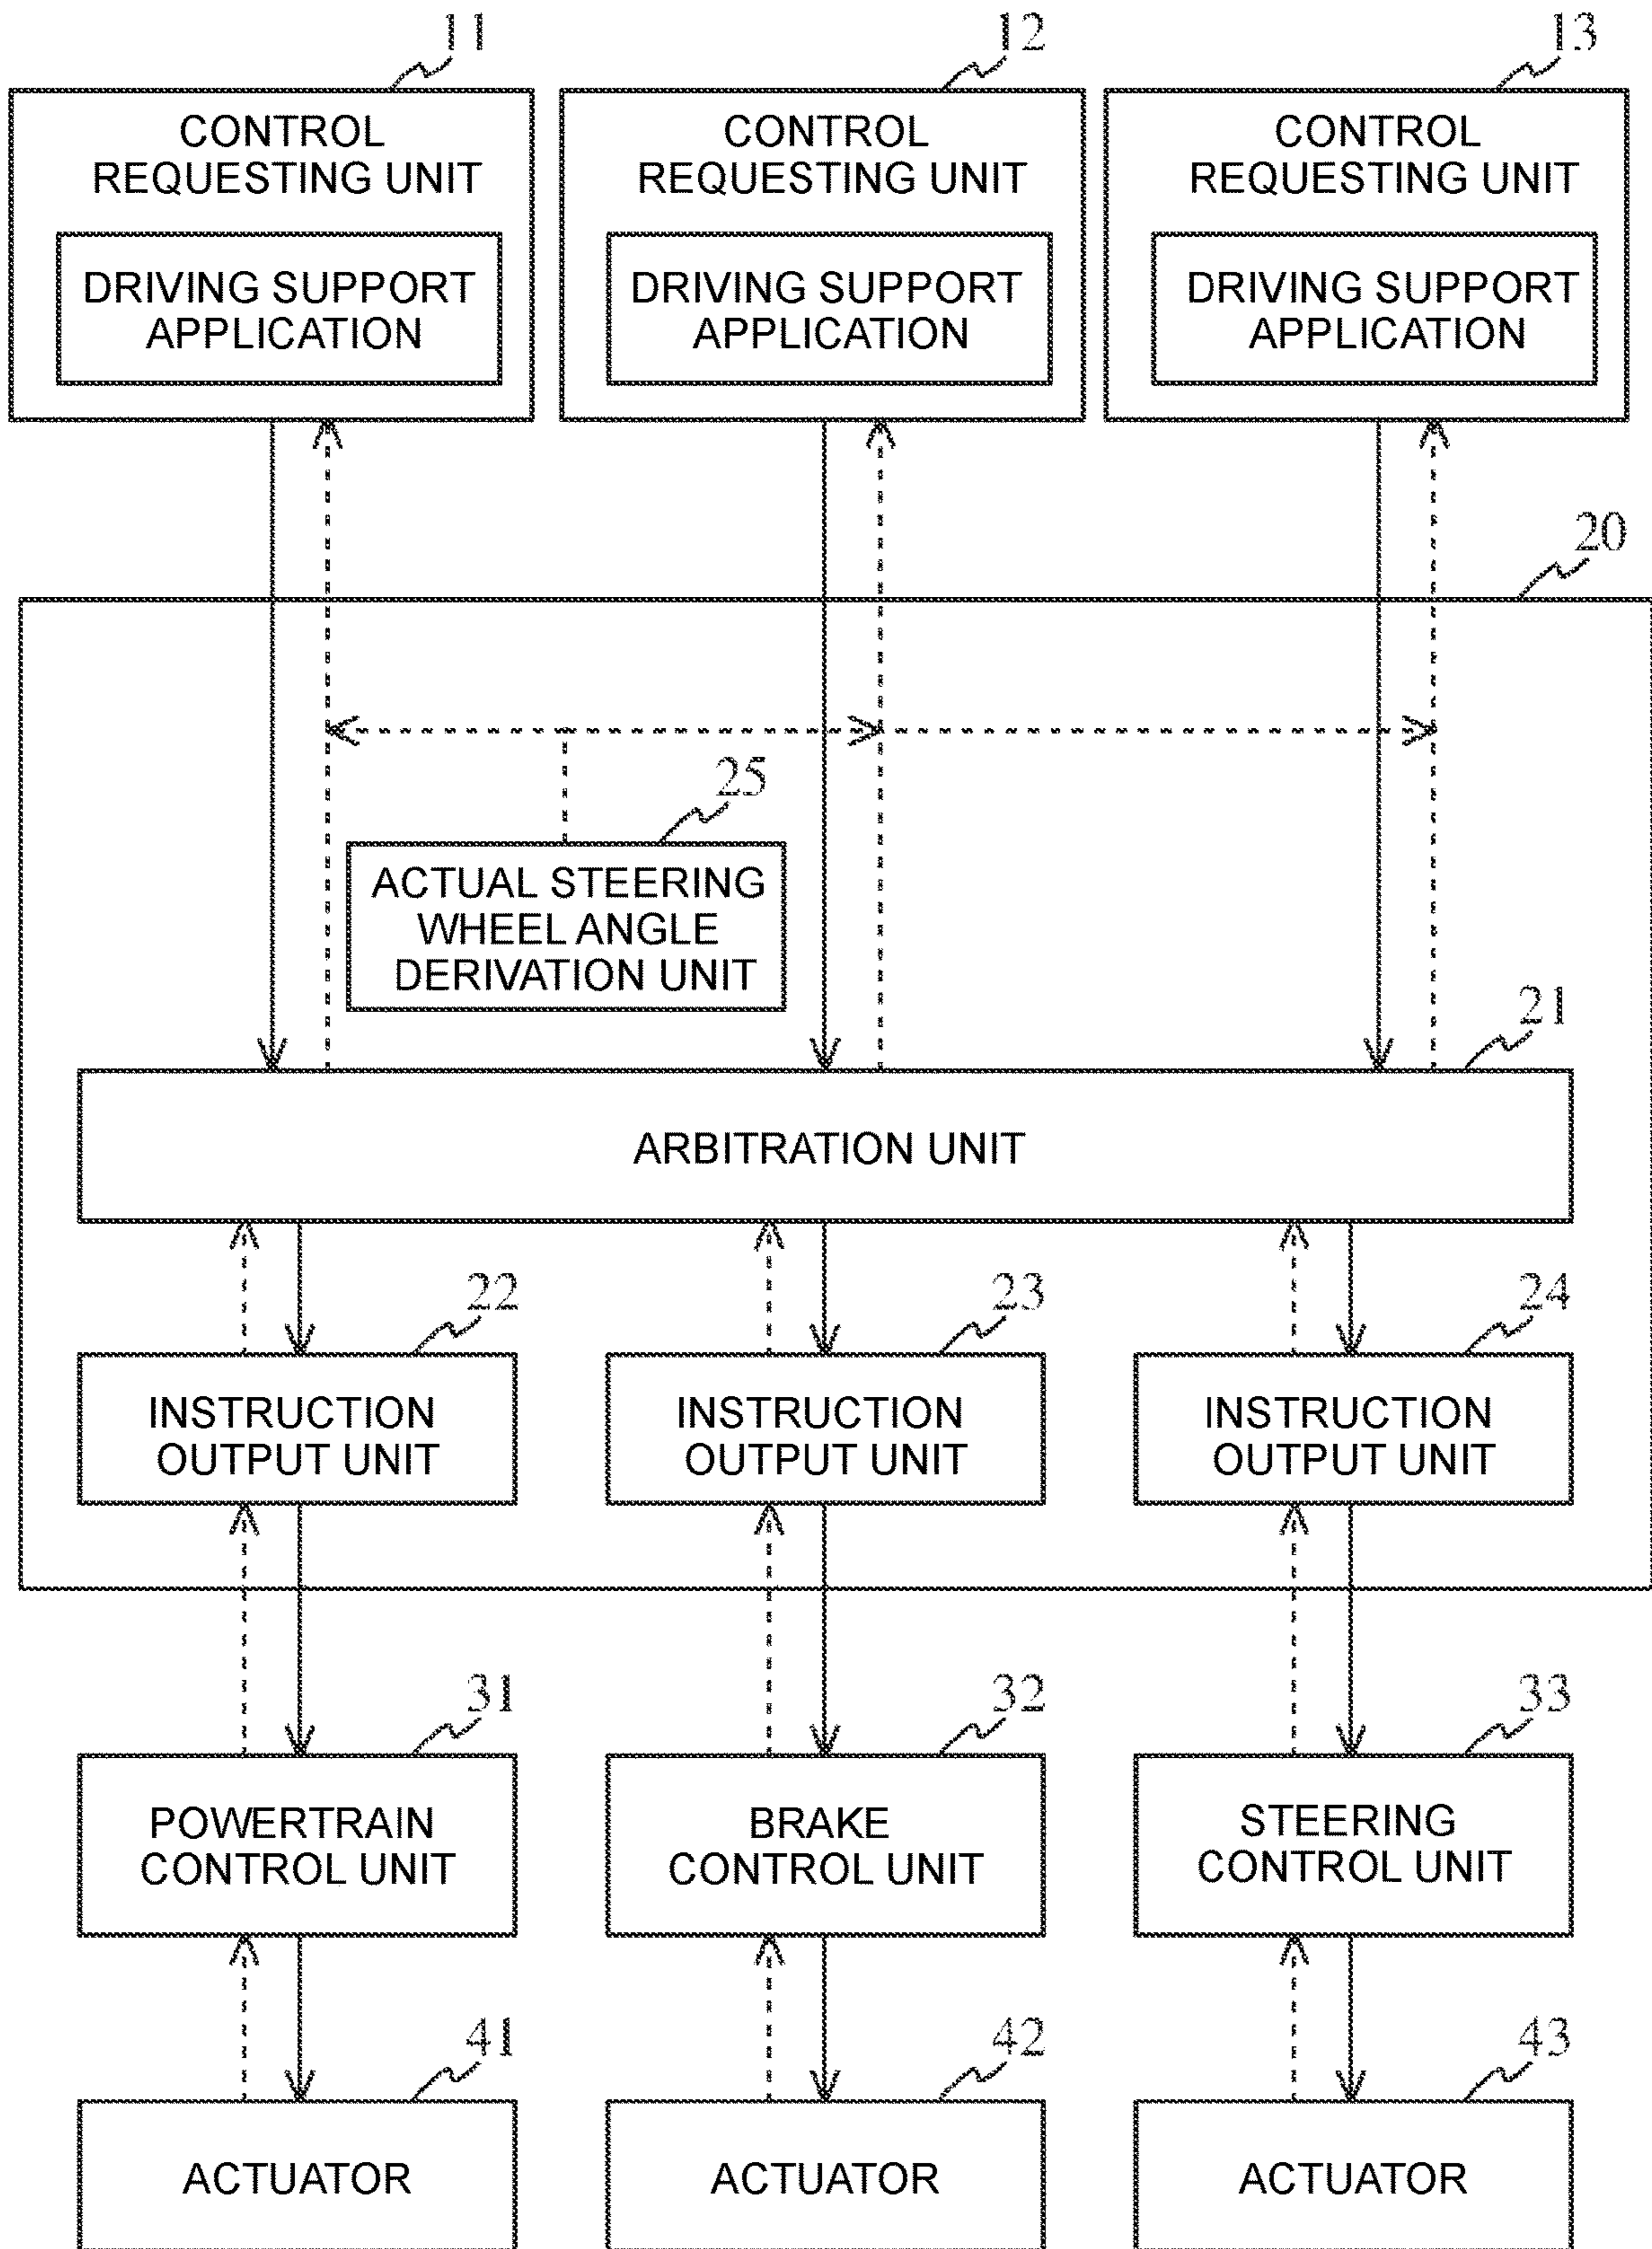 11
12
13
CONTROL
REQUESTING UNIT
DRIVING SUPPORT
APPLICATION
CONTROL
REQUESTING UNIT
DRIVING SUPPORT
APPLICATION
CONTROL
REQUESTING UNIT
DRIVING SUPPORT
APPLICATION
20
25
ACTUAL STEERING
WHEEL ANGLE
DERIVATION UNIT
21
ARBITRATION UNIT
22
23
24
INSTRUCTION
OUTPUT UNIT
INSTRUCTION
OUTPUT UNIT
INSTRUCTION
OUTPUT UNIT
31
32
33
POWERTRAIN
CONTROL UNIT
BRAKE
CONTROL UNIT
STEERING
CONTROL UNIT
41
42
43
ACTUATOR
ACTUATOR
ACTUATOR